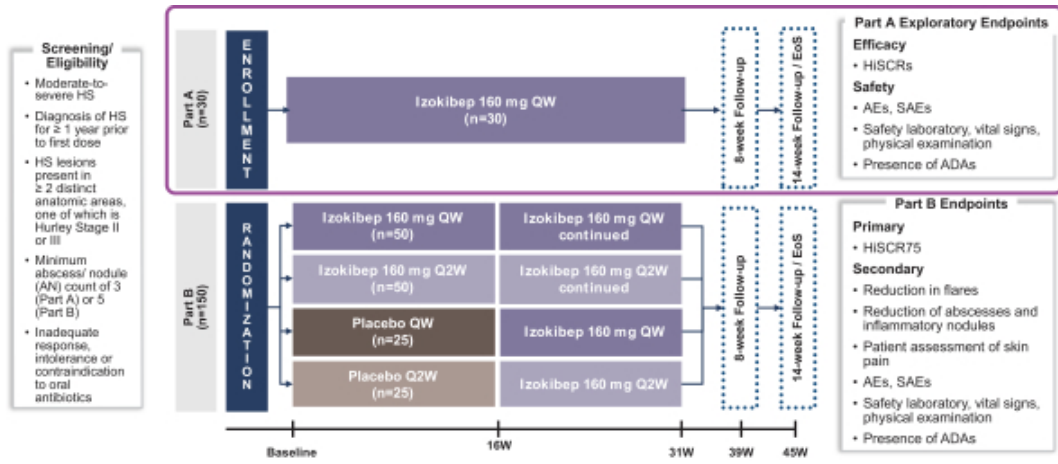 Screening/
Eligibility
• Moderate-to-
severe HS
• Diagnosis of HS
for ≥ 1 year prior
to first dose
• HS lesions
present in
≥ 2 distinct
anatomic areas,
one of which is
Hurley Stage II
or III
• Minimum
abscess/ nodule
(AN) count of 3
(Part A) or 5
(Part B)
• Inadequate
response,
intolerance or
contraindication
to oral
antibiotics
Part A
(n=30)
ENROLLMENT
Izokibep 160 mg QW
(n=30)
8-week Follow-up
14-week Follow-up / EoS
Part A Exploratory Endpoints
Efficacy
• HiSCRs
Safety
• AEs, SAEs
• Safety laboratory, vital signs,
physical examination
• Presence of ADAs
Part B
(n=150)
RANDOMIZATION
Izokibep 160 mg QW
(n=50)
Izokibep 160 mg QW
continued
Izokibep 160 mg Q2W
(n=50)
Izokibep 160 mg Q2W
continued
Placebo QW
(n=25)
Izokibep 160 mg QW
Placebo Q2W
(n=25)
Izokibep 160 mg Q2W
8-week Follow-up
14-week Follow-up / EoS
Part B Endpoints
Primary
• HiSCR75
Secondary
• Reduction in flares
• Reduction of abscesses and
inflammatory nodules
• Patient assessment of skin
pain
• AEs, SAEs
• Safety laboratory, vital signs,
physical examination
• Presence of ADAs
Baseline
16W
31W
39W
45W